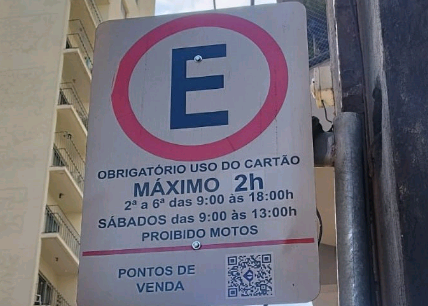 E
OBRIGATÓRIO USO DO CARTÃO
MÁXIMO 2h
2ª a 6ª das 9:00 às 18:00h
SÁBADOS das 9:00 às 13:00h
PROIBIDO MOTOS
PONTOS DE
VENDA